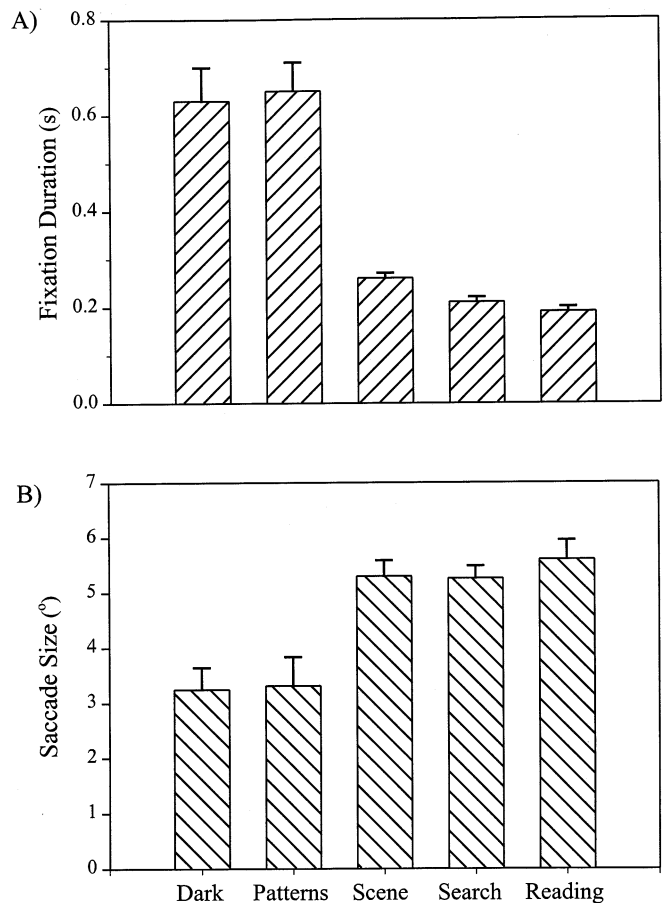 A)
0.8
0.6
0.4
0.2
0.0
Fixation Duration (s)
B)
7
6
5
4
3
2
1
0
Saccade Size (°)
Dark Patterns Scene Search Reading